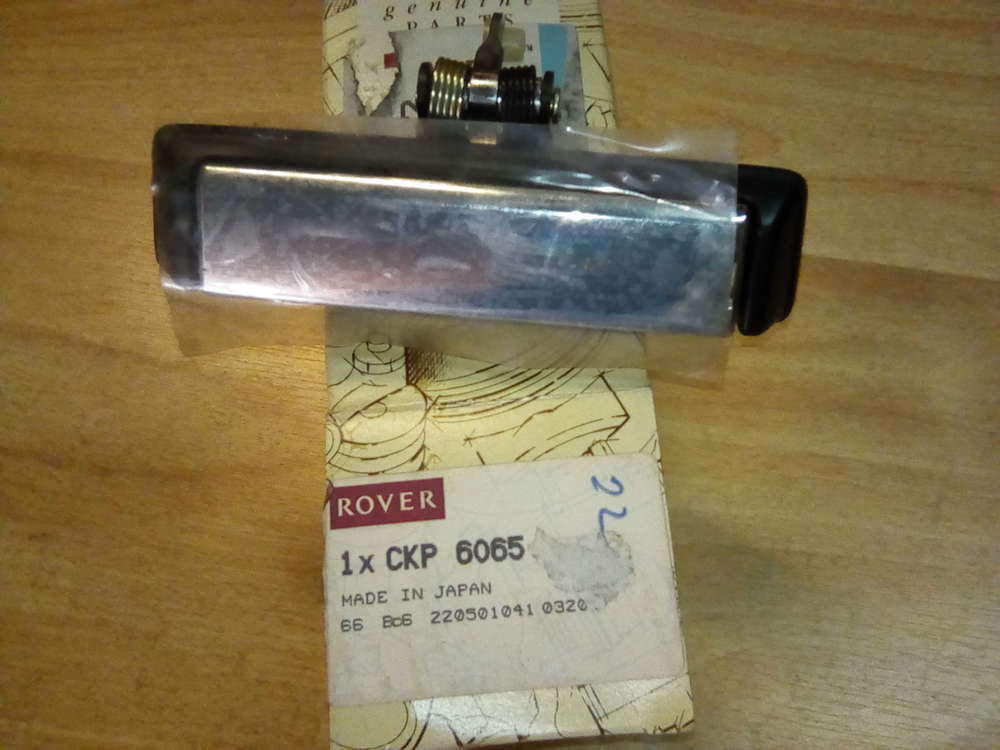 genuine
PARTS
ROVER
22
1x CKP 6065
MADE IN JAPAN
66 Bc6 220501041 0320